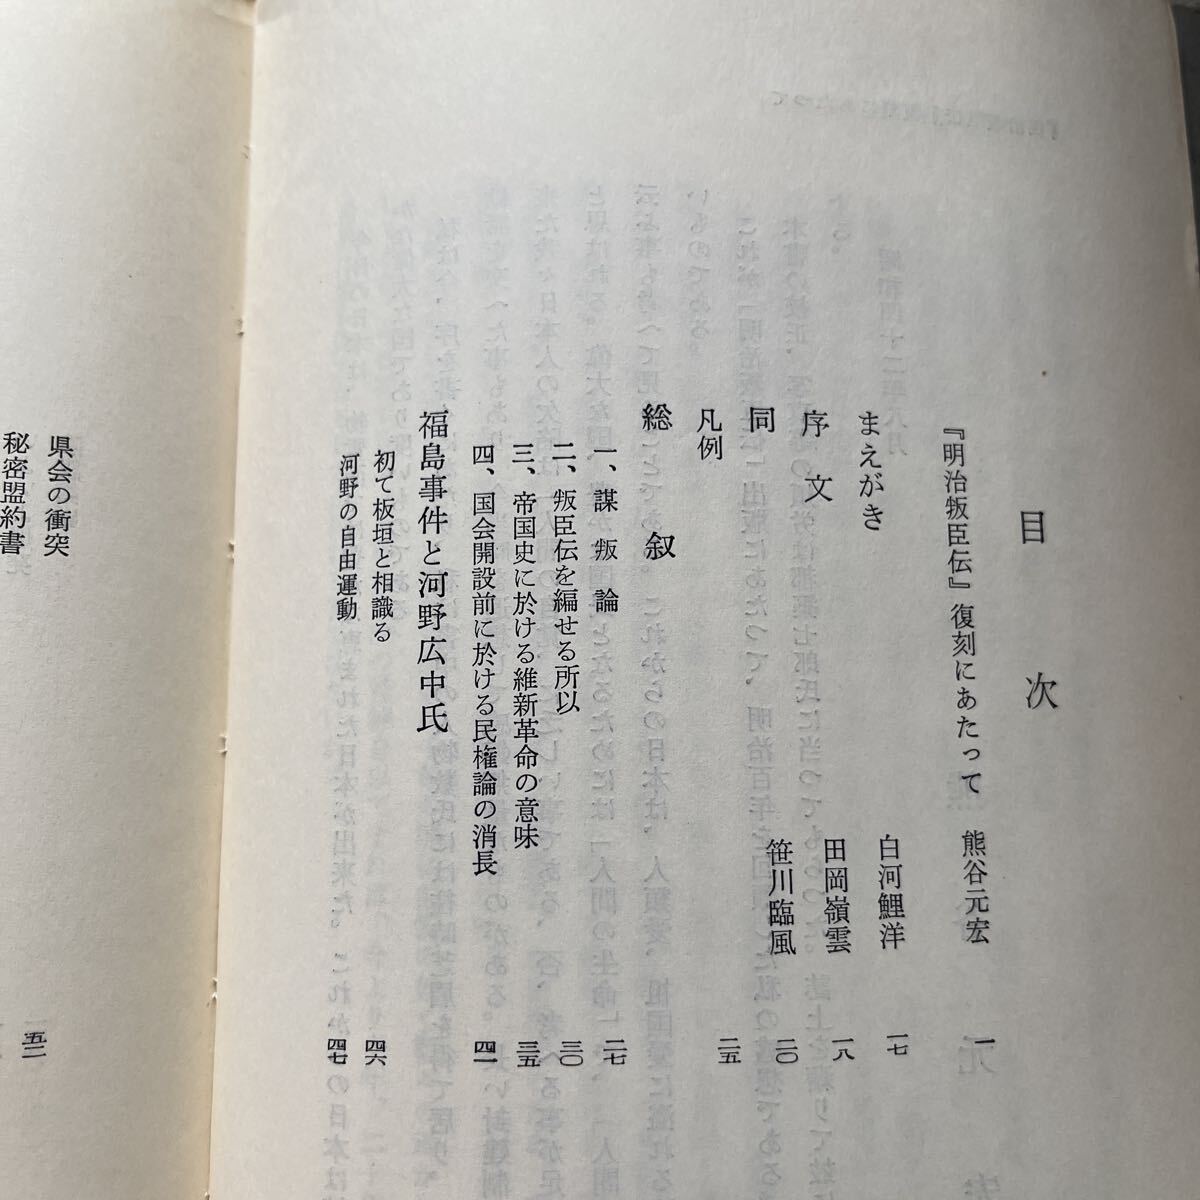 目次
『明治叛臣伝』復刻にあたって 熊谷元宏 一
まえがき 白河鯉洋 一七
序文 田岡嶺雲 一八
同 笹川臨風 二〇
凡例 二五
総叙
一、謀叛論 二七
二、叛臣伝を編せる所以 三〇
三、帝国史に於ける維新革命の意味 三五
四、国会開設前に於ける民権論の消長 四一
福島事件と河野広中氏
初て板垣と相識る 四六
河野の自由運動 四七
県会の衝突 五二
秘密盟約書